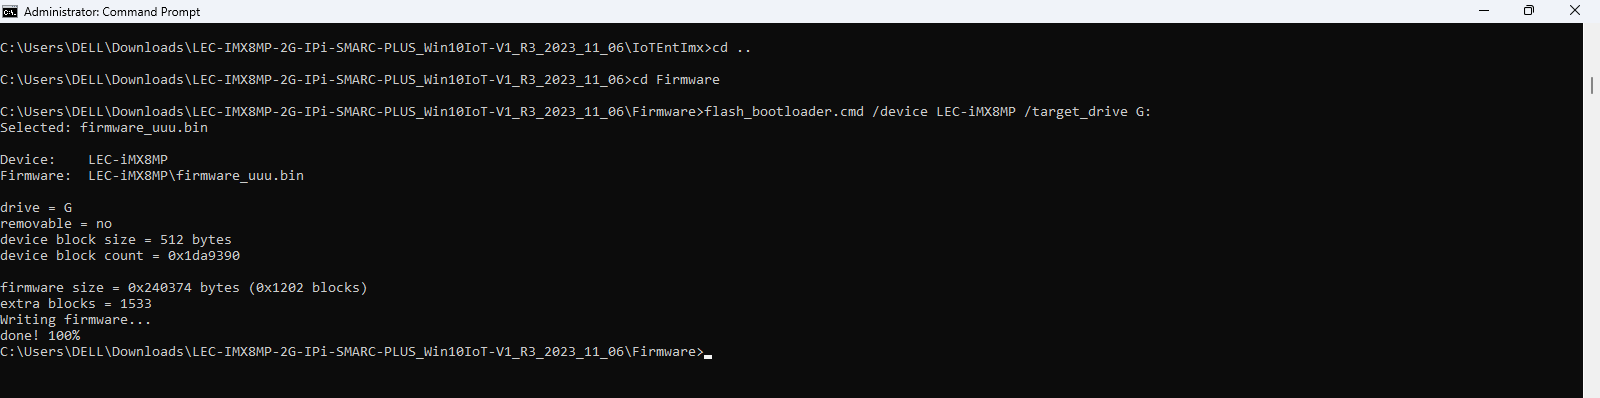 Administrator: Command Prompt
C:\Users\DELL\Downloads\LEC-IMX8MP-2G-IPi-SMARC-PLUS_Win10IoT-V1_R3_2023_11_06\IoTEntImx>cd ..
C:\Users\DELL\Downloads\LEC-IMX8MP-2G-IPi-SMARC-PLUS_Win10IoT-V1_R3_2023_11_06>cd Firmware
C:\Users\DELL\Downloads\LEC-IMX8MP-2G-IPi-SMARC-PLUS_Win10IoT-V1_R3_2023_11_06\Firmware>flash_bootloader.cmd /device LEC-iMX8MP /target_drive G:
Selected: firmware_uuu.bin
Device:    LEC-iMX8MP
Firmware:  LEC-iMX8MP\firmware_uuu.bin
drive = G
removable = no
device block size = 512 bytes
device block count = 0x1da9390
firmware size = 0x240374 bytes (0x1202 blocks)
extra blocks = 1533
Writing firmware...
done! 100%
C:\Users\DELL\Downloads\LEC-IMX8MP-2G-IPi-SMARC-PLUS_Win10IoT-V1_R3_2023_11_06\Firmware>